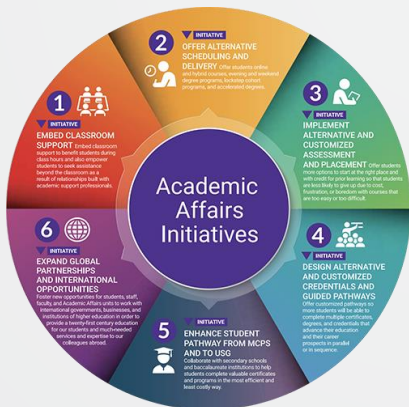 Academic
Affairs
Initiatives
1
INITIATIVE
EMBED CLASSROOM
SUPPORT Embed classroom
support to benefit students during
class hours and also empower
students to seek assistance
beyond the classroom as a
result of relationships built with
academic support professionals.
2
INITIATIVE
OFFER ALTERNATIVE
SCHEDULING AND
DELIVERY Offer students online
and hybrid courses, evening and weekend
degree programs, lockstep cohort
programs, and accelerated degrees.
3
INITIATIVE
IMPLEMENT
ALTERNATIVE AND
CUSTOMIZED
ASSESSMENT
AND PLACEMENT Offer students
more options to start at the right place and
with credit for prior learning so that students
are less likely to give up due to cost,
frustration, or boredom with courses that
are too easy or too difficult.
4
INITIATIVE
DESIGN ALTERNATIVE
AND CUSTOMIZED
CREDENTIALS AND
GUIDED PATHWAYS
Offer customized pathways so
more students will be able to
complete multiple certificates,
degrees, and credentials that
advance their education
and their career
prospects in parallel
or in sequence.
5
INITIATIVE
ENHANCE STUDENT
PATHWAY FROM MCPS
AND TO USG
Collaborate with secondary schools
and baccalaureate institutions to help
students complete valuable certificates
and programs in the most efficient and
least costly way.
6
INITIATIVE
EXPAND GLOBAL
PARTNERSHIPS
AND INTERNATIONAL
OPPORTUNITIES
Foster new opportunities for students, staff,
faculty, and Academic Affairs units to work with
international governments, businesses, and
institutions of higher education in order to
provide a twenty-first century education
for our students and much-needed
services and expertise to our
colleagues abroad.